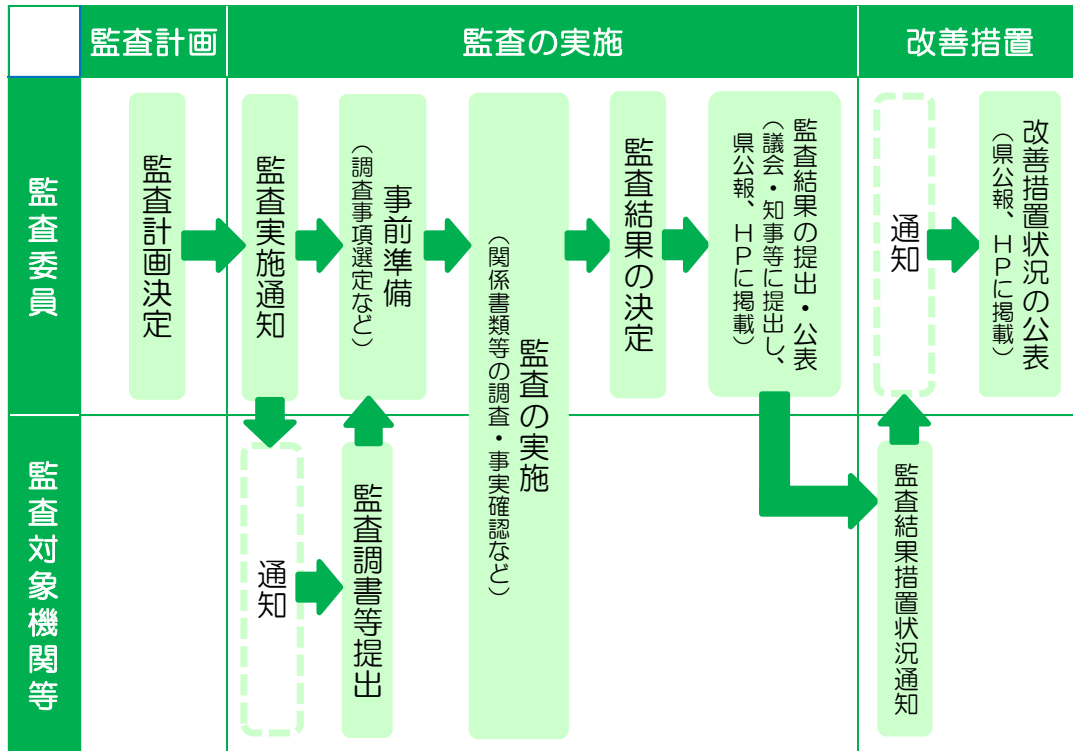 監査計画
監査の実施
改善措置
監査委員
監査計画決定
監査実施通知
事前準備
（調査事項選定など）
監査の実施
（関係書類等の調査・事実確認など）
監査結果の決定
監査結果の提出・公表
（議会・知事等に提出し、
県公報、HPに掲載）
通知
改善措置状況の公表
（県公報、HPに掲載）
監査対象機関等
通知
監査調書等提出
監査結果措置状況通知